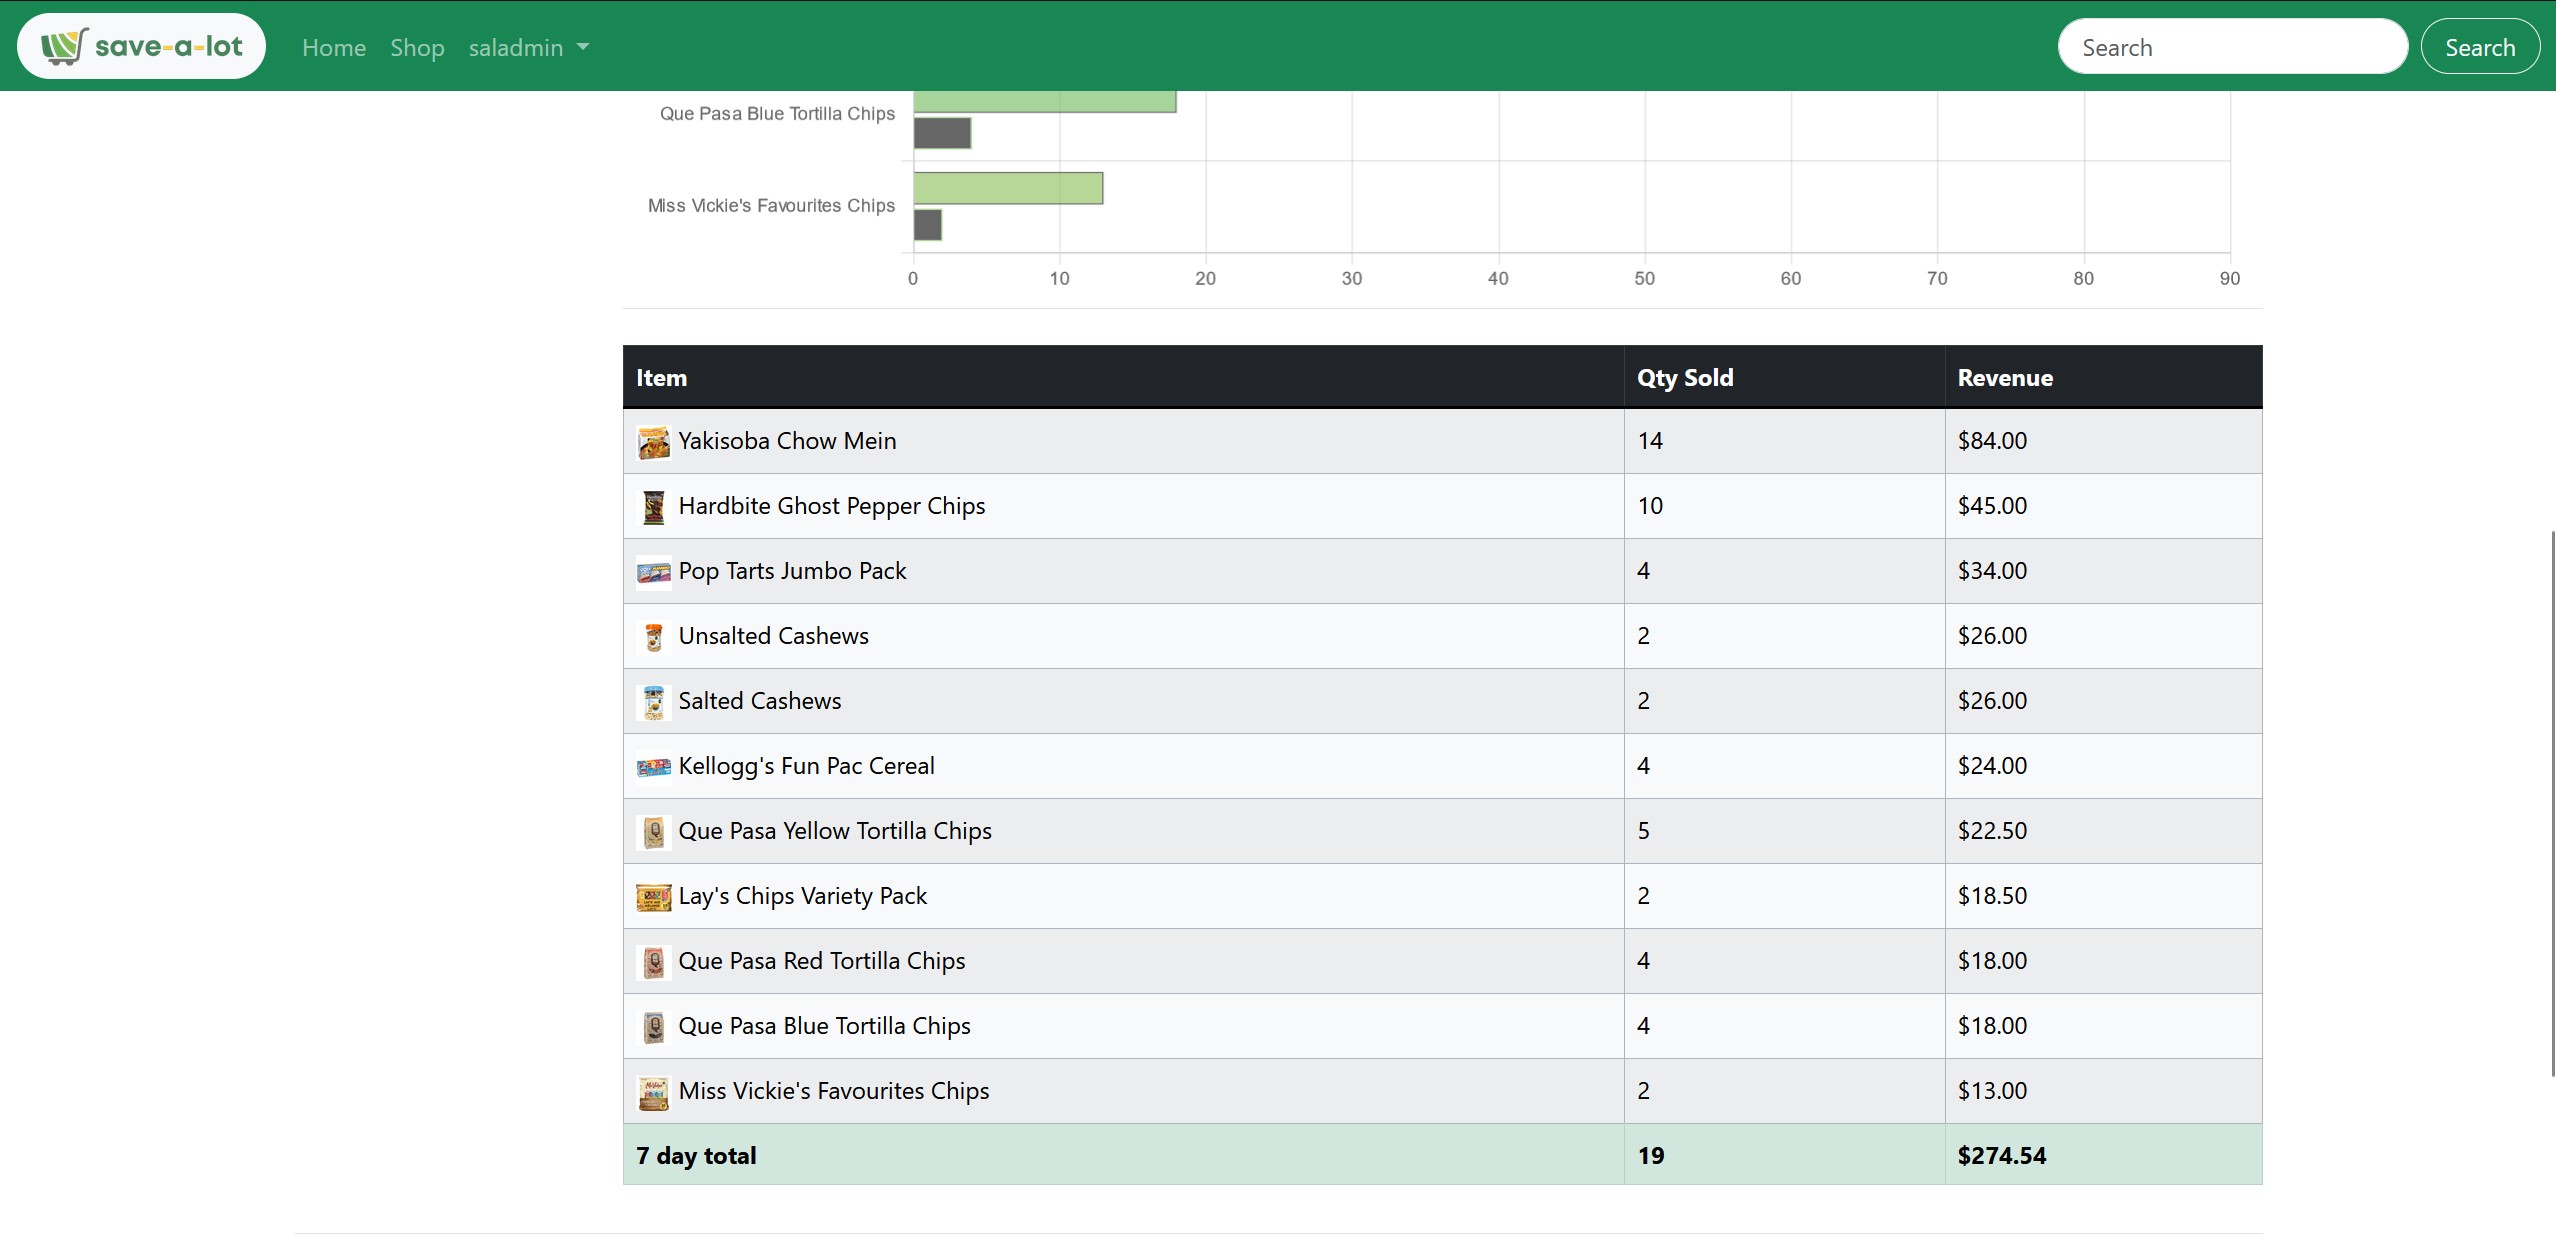 save-a-lot Home Shop saladmin Search Search
Que Pasa Blue Tortilla Chips
Miss Vickie's Favourites Chips
0 10 20 30 40 50 60 70 80 90
Item Qty Sold Revenue
Yakisoba Chow Mein 14 $84.00
Hardbite Ghost Pepper Chips 10 $45.00
Pop Tarts Jumbo Pack 4 $34.00
Unsalted Cashews 2 $26.00
Salted Cashews 2 $26.00
Kellogg's Fun Pac Cereal 4 $24.00
Que Pasa Yellow Tortilla Chips 5 $22.50
Lay's Chips Variety Pack 2 $18.50
Que Pasa Red Tortilla Chips 4 $18.00
Que Pasa Blue Tortilla Chips 4 $18.00
Miss Vickie's Favourites Chips 2 $13.00
7 day total 19 $274.54